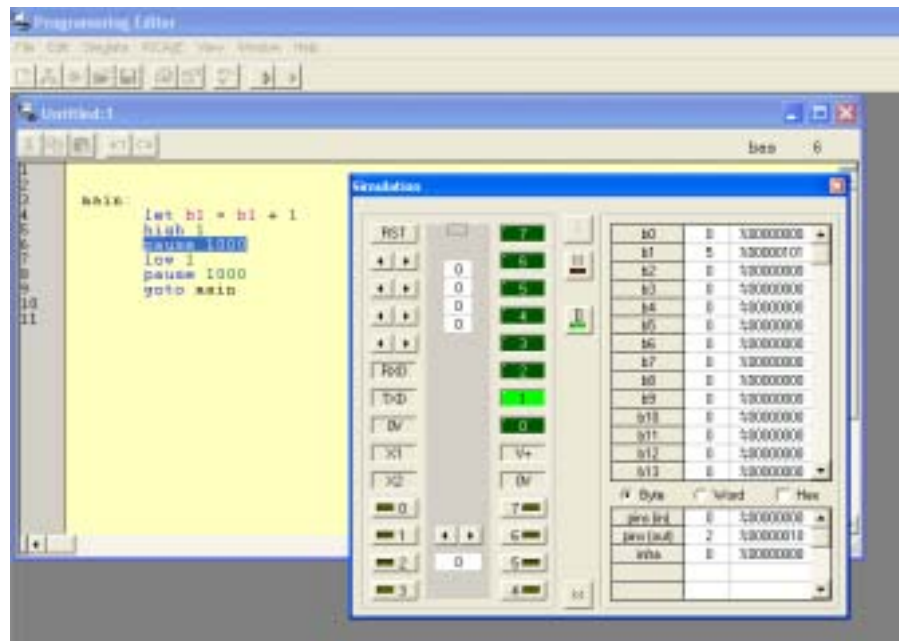 Programming Editor
File Edit Simulate PICAXE View Window Help
Untitled:1
bas 6
1
2
3 main:
4 let b1 = b1 + 1
5 high 1
6 pause 1000
7 low 1
8 pause 1000
9 goto main
10
11
Simulation
RST
RXD
TXD
0V
X1
X2
0
1
2
3
0
0
0
0
0
7
6
5
4
3
2
1
0
V+
0V
7
6
5
4
b0 0 %00000000
b1 5 %00000101
b2 0 %00000000
b3 0 %00000000
b4 0 %00000000
b5 0 %00000000
b6 0 %00000000
b7 0 %00000000
b8 0 %00000000
b9 0 %00000000
b10 0 %00000000
b11 0 %00000000
b12 0 %00000000
b13 0 %00000000
Byte Word Hex
pins (in) 0 %00000000
pins (out) 2 %00000010
infra 0 %00000000